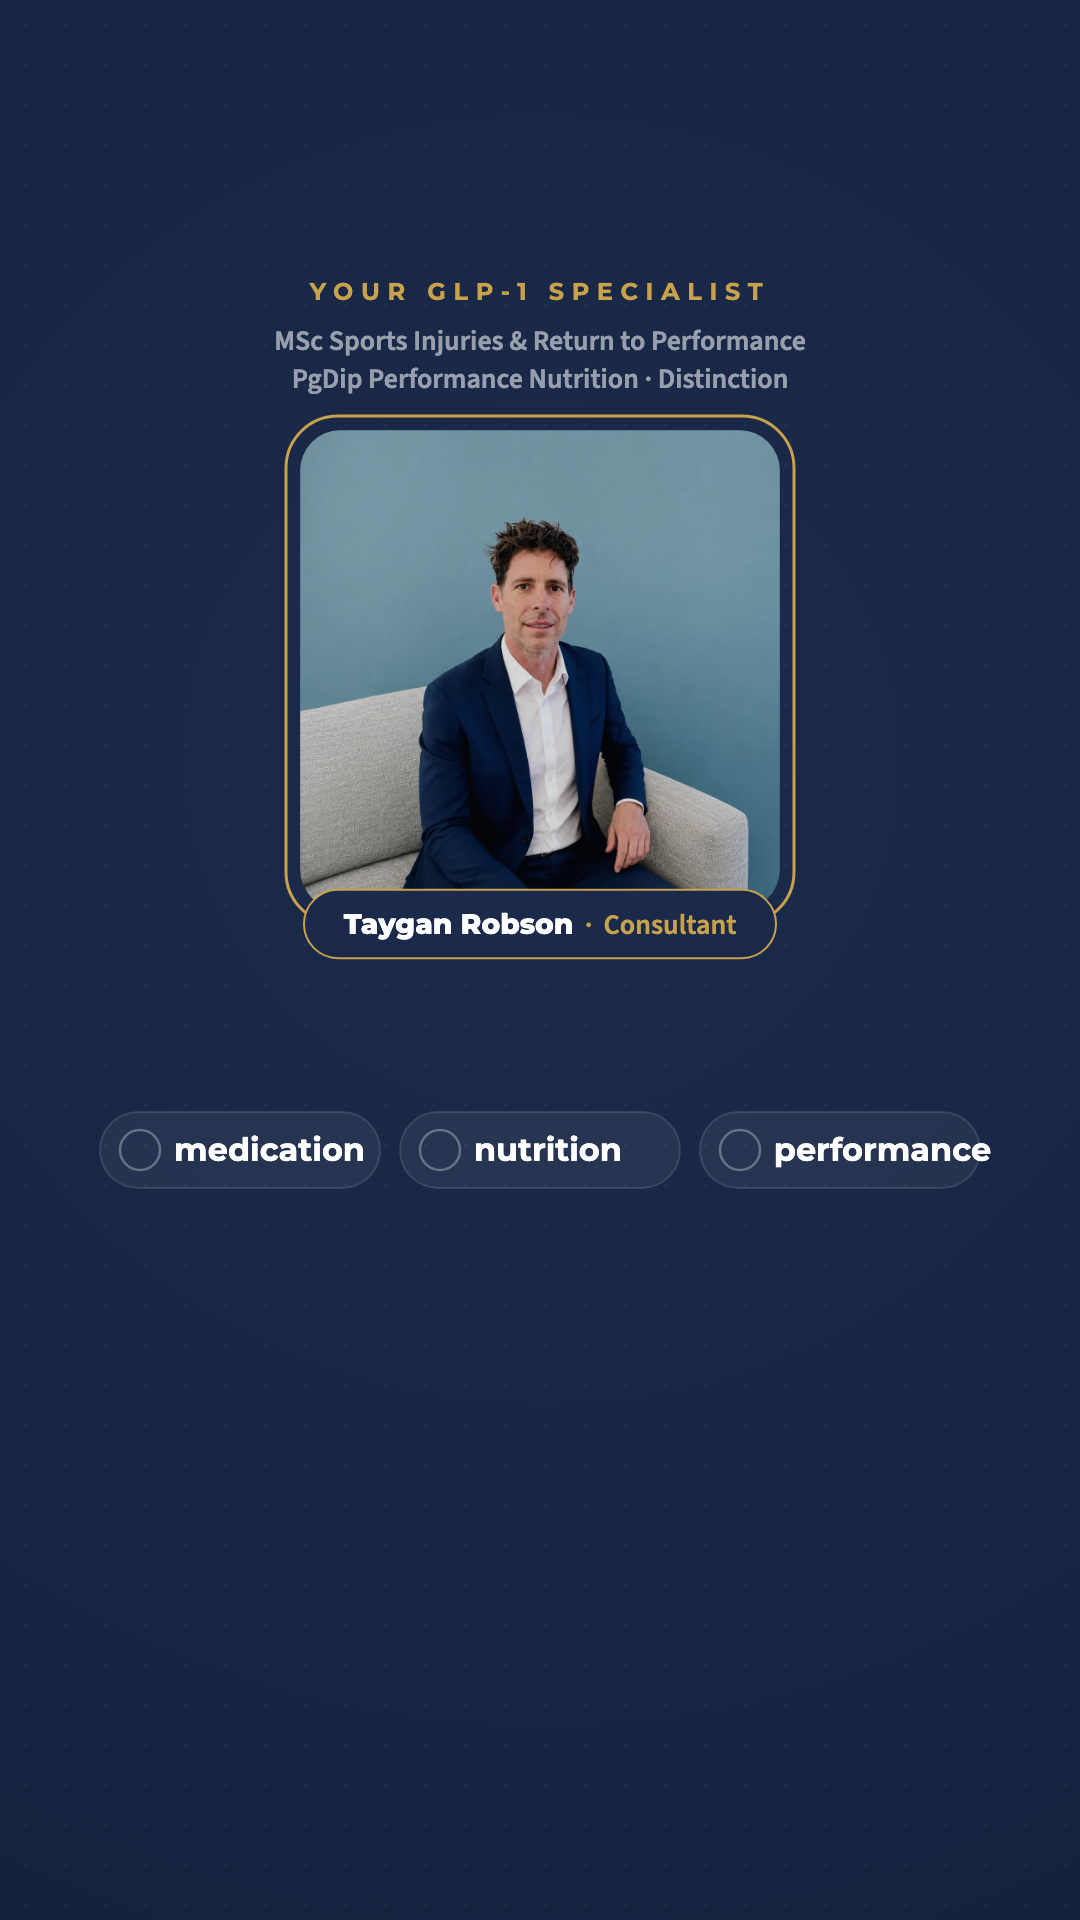 YOUR GLP-1 SPECIALIST
MSc Sports Injuries & Return to Performance
PgDip Performance Nutrition · Distinction
Taygan Robson · Consultant
medication nutrition performance